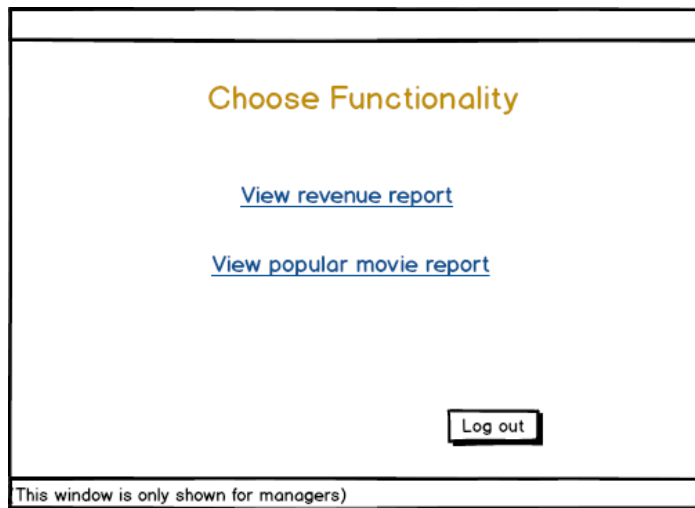 Choose Functionality
View revenue report
View popular movie report
Log out
(This window is only shown for managers)